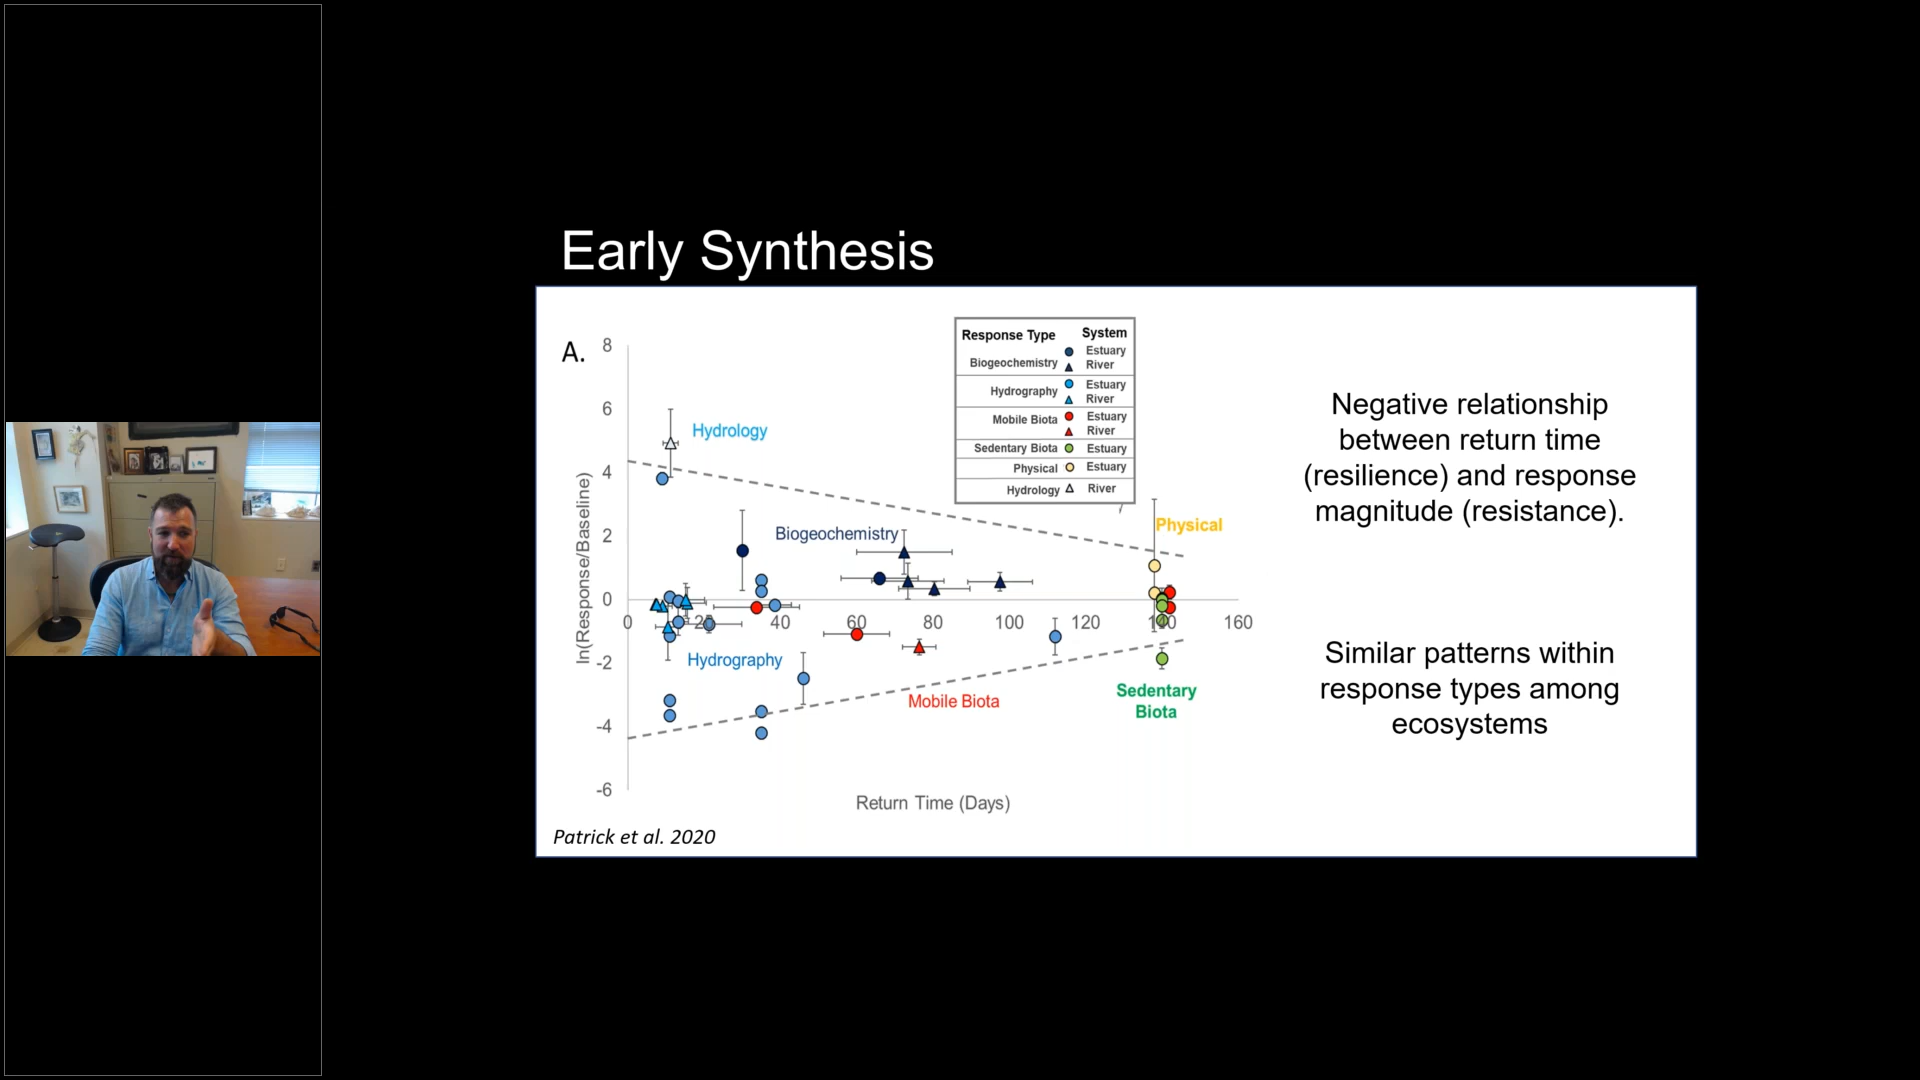 Early Synthesis
A.
8
6
4
2
0
-2
-4
-6
ln(Response/Baseline)
0 20 40 60 80 100 120 140 160
Return Time (Days)
Hydrology
Biogeochemistry
Hydrography
Mobile Biota
Physical
Sedentary
Biota
Response Type System
Biogeochemistry Estuary
River
Hydrography Estuary
River
Mobile Biota Estuary
River
Sedentary Biota Estuary
Physical Estuary
Hydrology River
Patrick et al. 2020
Negative relationship
between return time
(resilience) and response
magnitude (resistance).
Similar patterns within
response types among
ecosystems